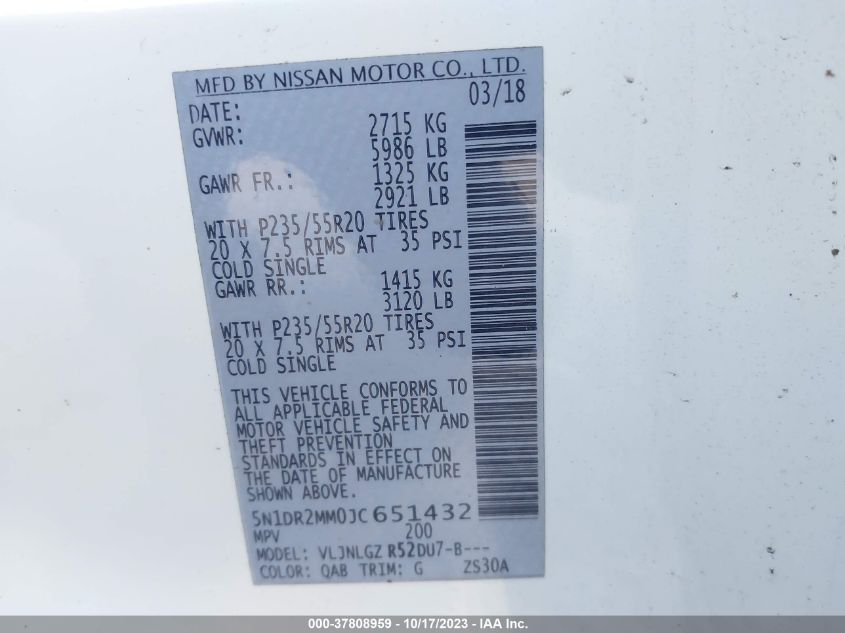 MFD BY NISSAN MOTOR CO., LTD.
DATE: 03/18
GVWR: 2715 KG
5986 LB
GAWR FR.: 1325 KG
2921 LB
WITH P235/55R20 TIRES
20 X 7.5 RIMS AT 35 PSI
COLD SINGLE
GAWR RR.: 1415 KG
3120 LB
WITH P235/55R20 TIRES
20 X 7.5 RIMS AT 35 PSI
COLD SINGLE
THIS VEHICLE CONFORMS TO
ALL APPLICABLE FEDERAL
MOTOR VEHICLE SAFETY AND
THEFT PREVENTION
STANDARDS IN EFFECT ON
THE DATE OF MANUFACTURE
SHOWN ABOVE.
5N1DR2MM0JC651432
MPV 200
MODEL: VLJNLGZ R52DU7-B---
COLOR: QAB TRIM: G ZS30A
000-37808959 - 10/17/2023 - IAA Inc.